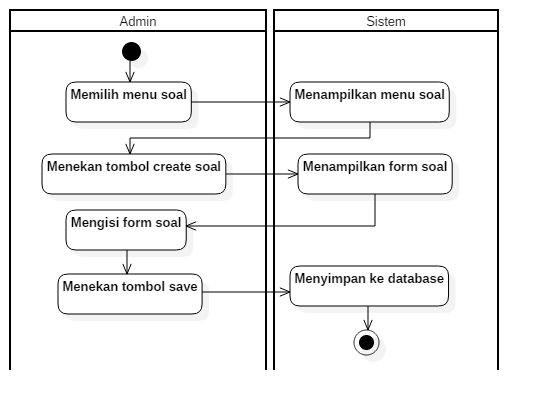 Admin
Sistem
Memilih menu soal
Menampilkan menu soal
Menekan tombol create soal
Menampilkan form soal
Mengisi form soal
Menekan tombol save
Menyimpan ke database